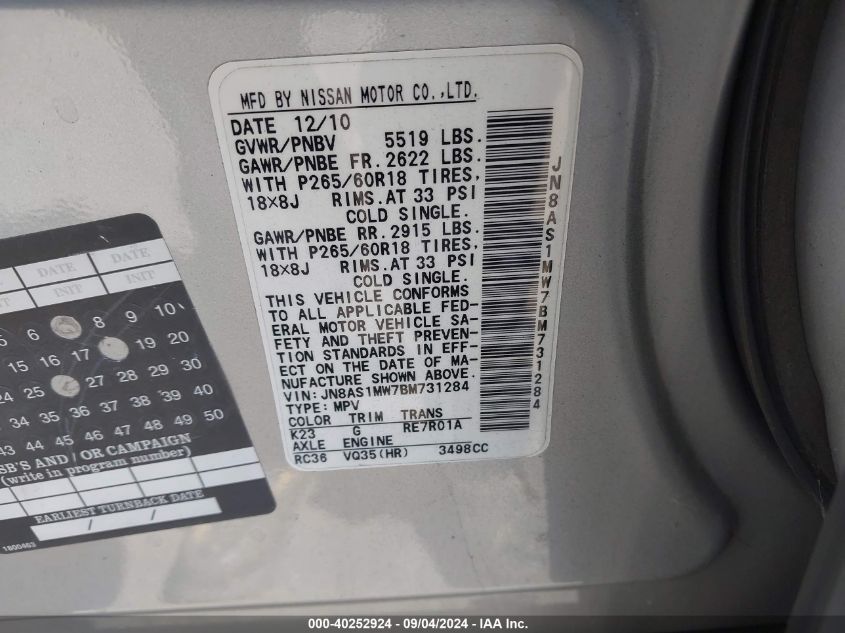 MFD BY NISSAN MOTOR CO.,LTD.
DATE 12/10
GVWR/PNBV 5519 LBS.
GAWR/PNBE FR. 2622 LBS.
WITH P265/60R18 TIRES,
18×8J RIMS. AT 33 PSI
COLD SINGLE.
GAWR/PNBE RR. 2915 LBS.
WITH P265/60R18 TIRES,
18×8J RIMS. AT 33 PSI
COLD SINGLE.
THIS VEHICLE CONFORMS
TO ALL APPLICABLE FED-
ERAL MOTOR VEHICLE SA-
FETY AND THEFT PREVEN-
TION STANDARDS IN EFF-
ECT ON THE DATE OF MA-
NUFACTURE SHOWN ABOVE.
VIN: JN8AS1MW7BM731284
TYPE: MPV
COLOR TRIM TRANS
K23 G RE7R01A
AXLE ENGINE
RC36 VQ35(HR) 3498CC
JN8AS1MW7BM731284
DATE DATE
INIT INIT
5 6 8 9 10
15 16 17 19 20
24 25 27 28 29 30
34 35 36 37 38 39 40
43 44 45 46 47 48 49 50
SB'S AND / OR CAMPAIGN
(write in program number)
EARLIEST TURNBACK DATE
/ /
1800463
000-40252924 - 09/04/2024 - IAA Inc.